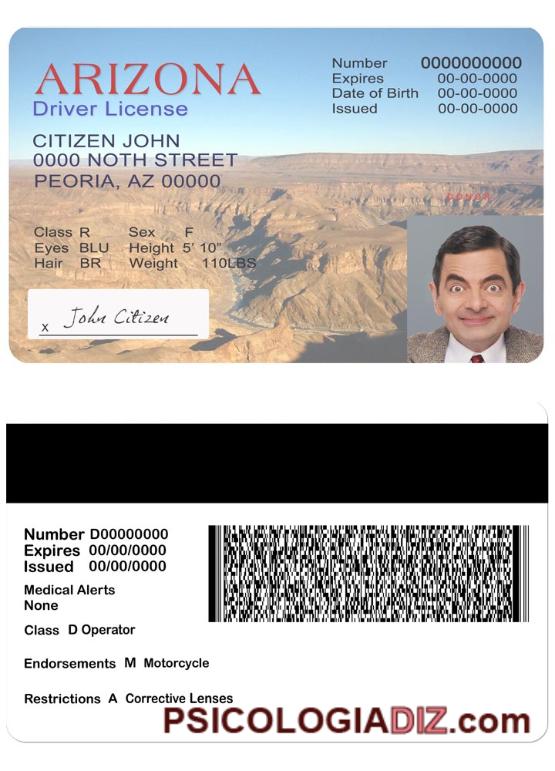 ARIZONA
Driver License
Number 0000000000
Expires 00-00-0000
Date of Birth 00-00-0000
Issued 00-00-0000
CITIZEN JOHN
0000 NOTH STREET
PEORIA, AZ 00000
DONOR
Class R Sex F
Eyes BLU Height 5' 10"
Hair BR Weight 110LBS
x John Citizen
Number D00000000
Expires 00/00/0000
Issued 00/00/0000
Medical Alerts
None
Class D Operator
Endorsements M Motorcycle
Restrictions A Corrective Lenses
PSICOLOGIADIZ.com